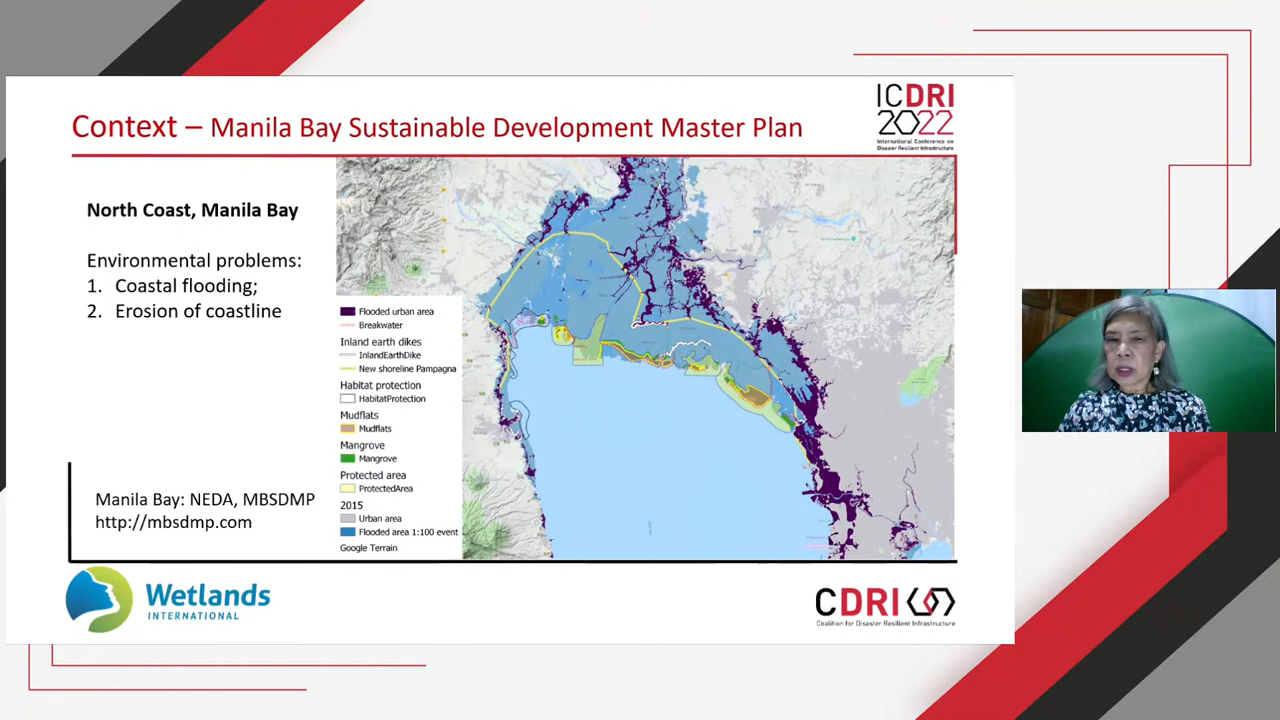 Context – Manila Bay Sustainable Development Master Plan
ICDRI
2022
International Conference on
Disaster Resilient Infrastructure
North Coast, Manila Bay
Environmental problems:
1. Coastal flooding;
2. Erosion of coastline
Flooded urban area
Breakwater
Inland earth dikes
InlandEarthDike
New shoreline Pampagna
Habitat protection
HabitatProtection
Mudflats
Mudflats
Mangrove
Mangrove
Protected area
ProtectedArea
2015
Urban area
Flooded area 1:100 event
Google Terrain
Manila Bay: NEDA, MBSDMP
http://mbsdmp.com
Wetlands
INTERNATIONAL
CDRI
Coalition for Disaster Resilient Infrastructure